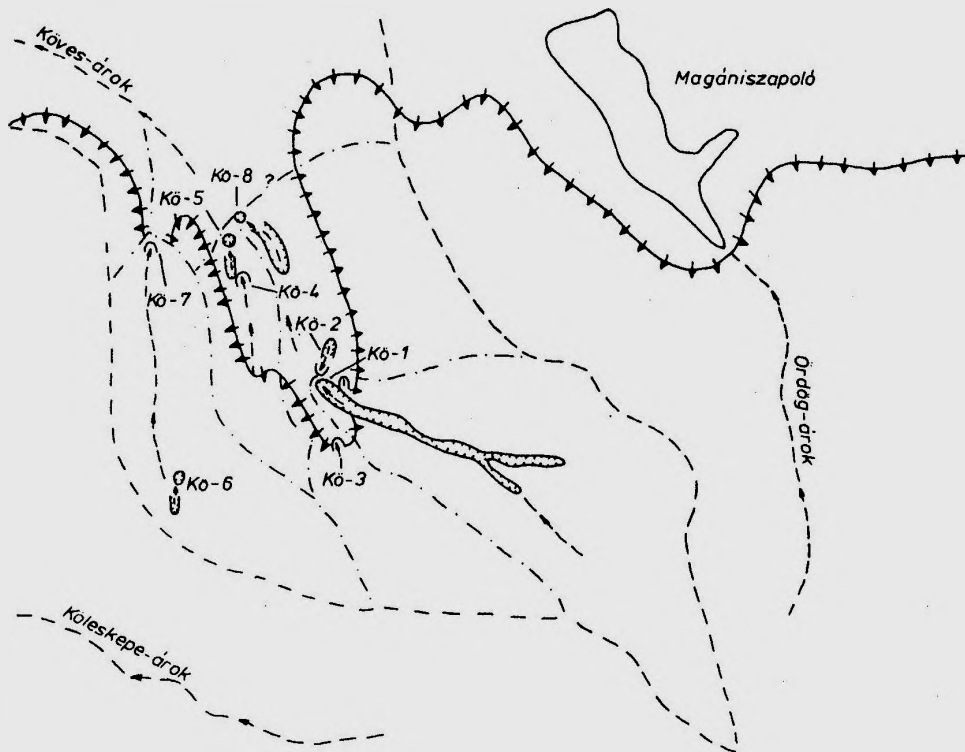 Köves-árok
Magániszapoló
Kö-8 ?
Kö-5
Kö-7
Kö-4
Kö-2
Kö-1
Ördög-árok
Kö-3
Kö-6
Köleskepe-árok